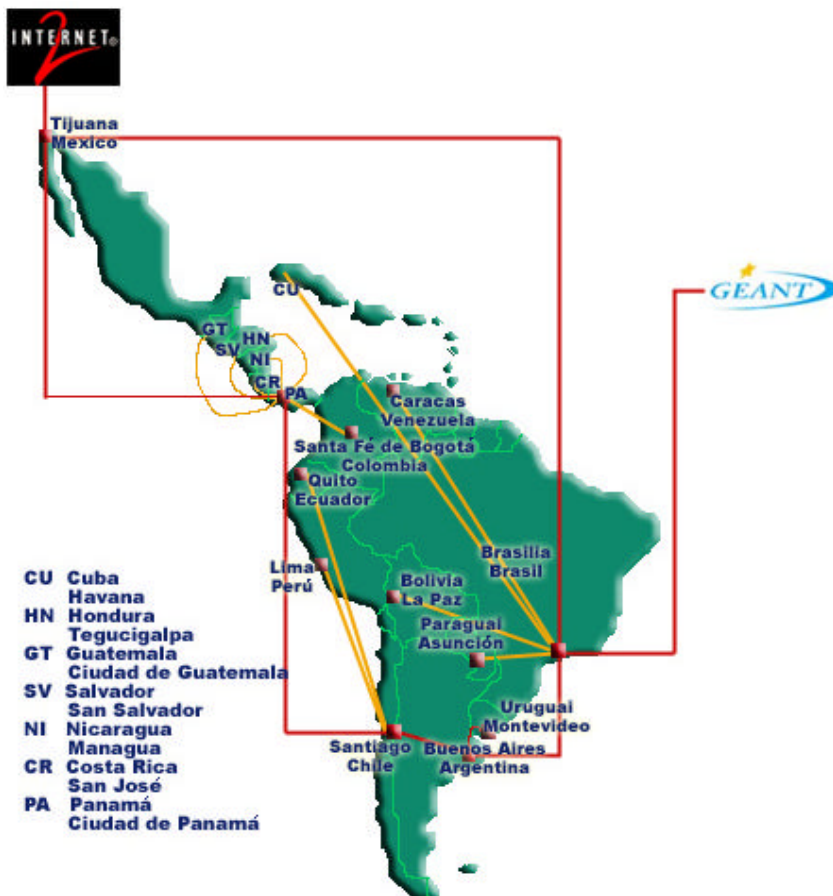 INTERNET®
2
Tijuana
Mexico
GEANT
CU
GT
HN
SV
NI
CR
PA
Caracas
Venezuela
Santa Fé de Bogotá
Colombia
Quito
Ecuador
Brasilia
Brasil
Lima
Perú
Bolivia
La Paz
Paraguai
Asunción
Uruguai
Montevideo
Santiago
Chile
Buenos Aires
Argentina
CU Cuba
Havana
HN Hondura
Tegucigalpa
GT Guatemala
Ciudad de Guatemala
SV Salvador
San Salvador
NI Nicaragua
Managua
CR Costa Rica
San José
PA Panamá
Ciudad de Panamá